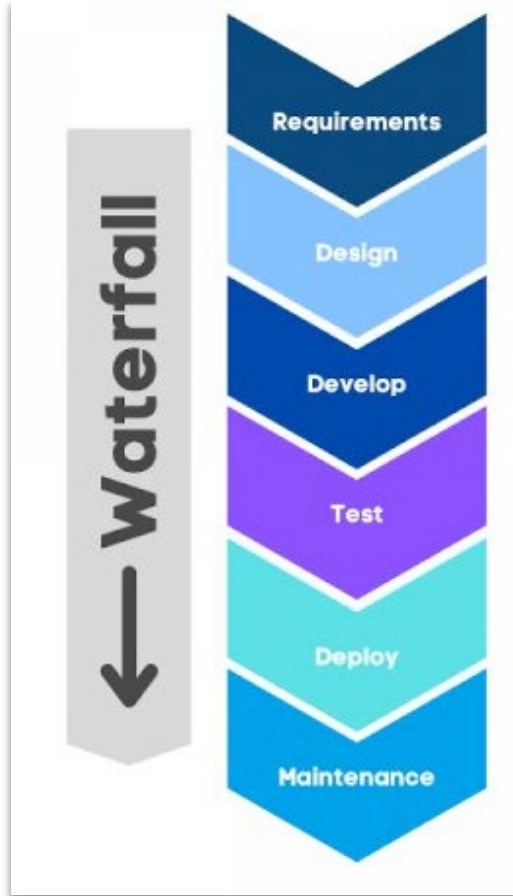 Waterfall
Requirements
Design
Develop
Test
Deploy
Maintenance